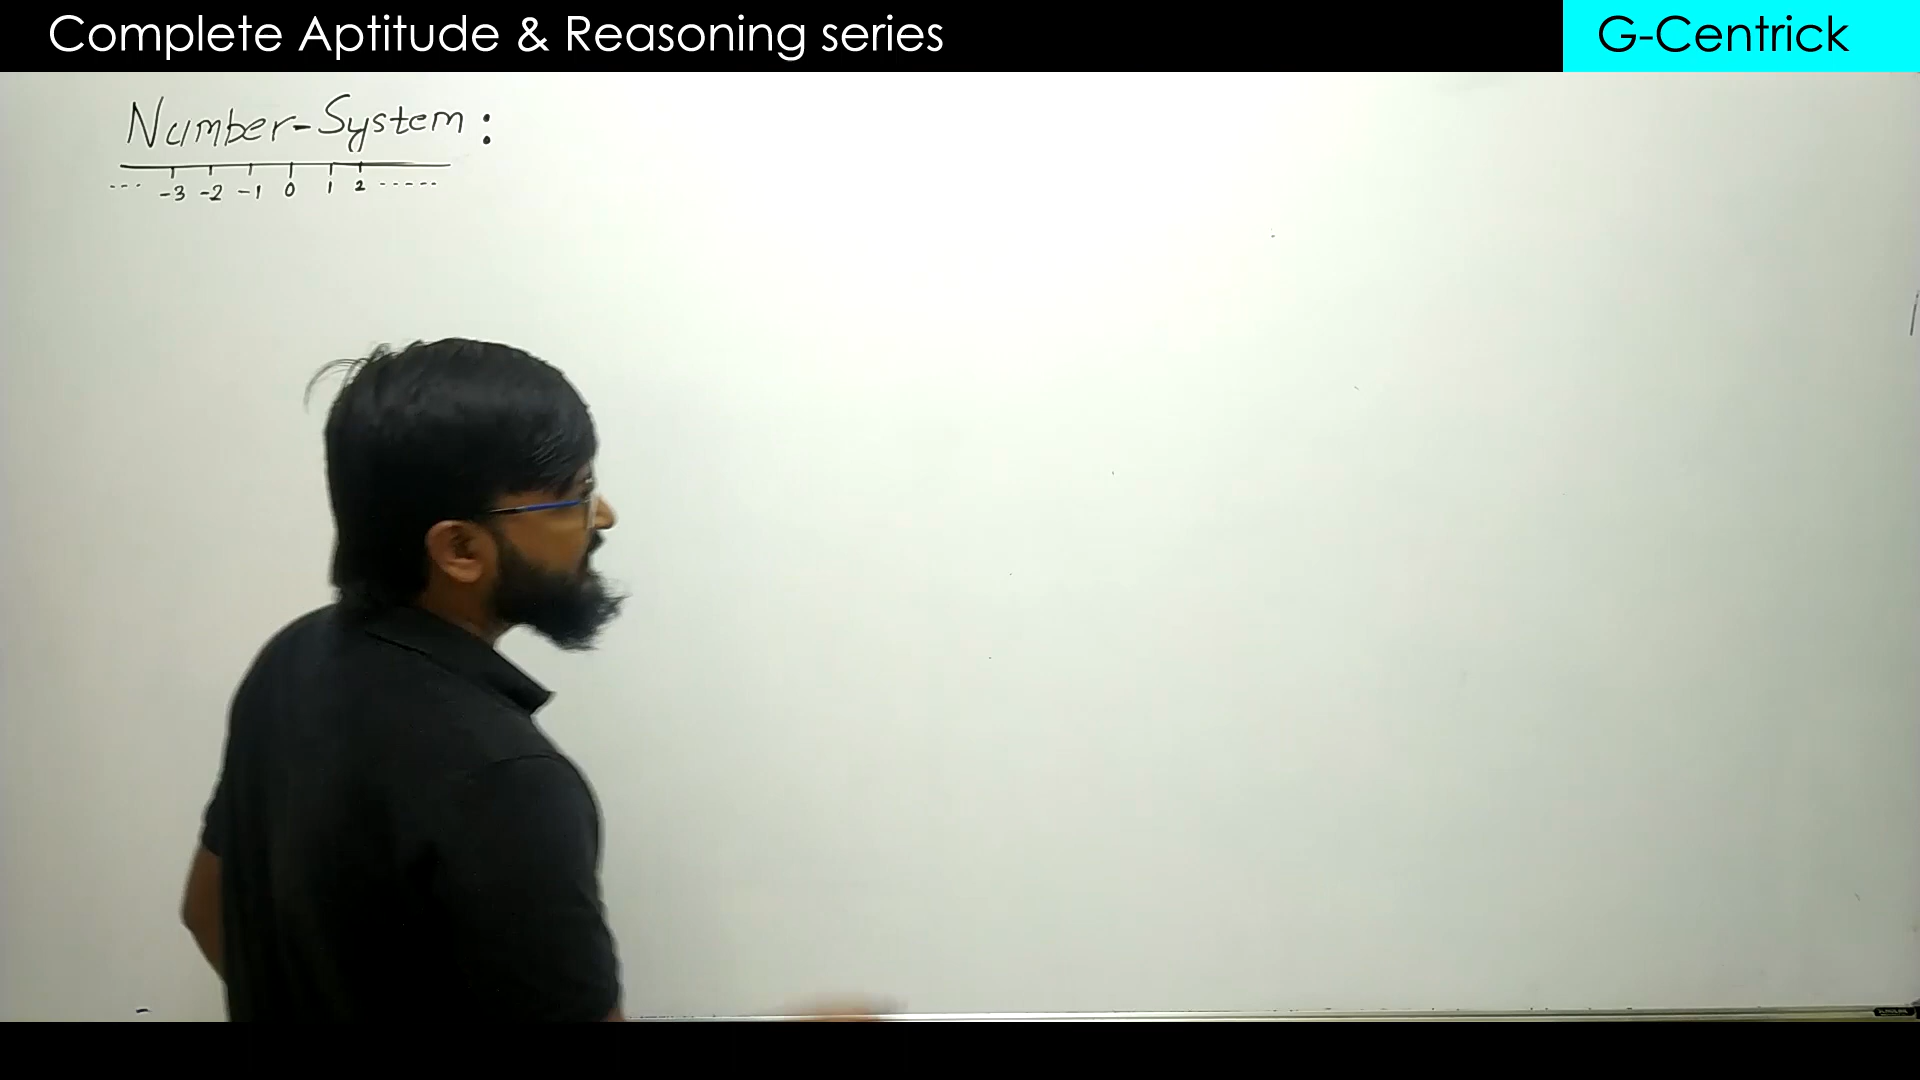 Complete Aptitude & Reasoning series
G-Centrick
Number-System:
--- -3 -2 -1 0 1 2 -----